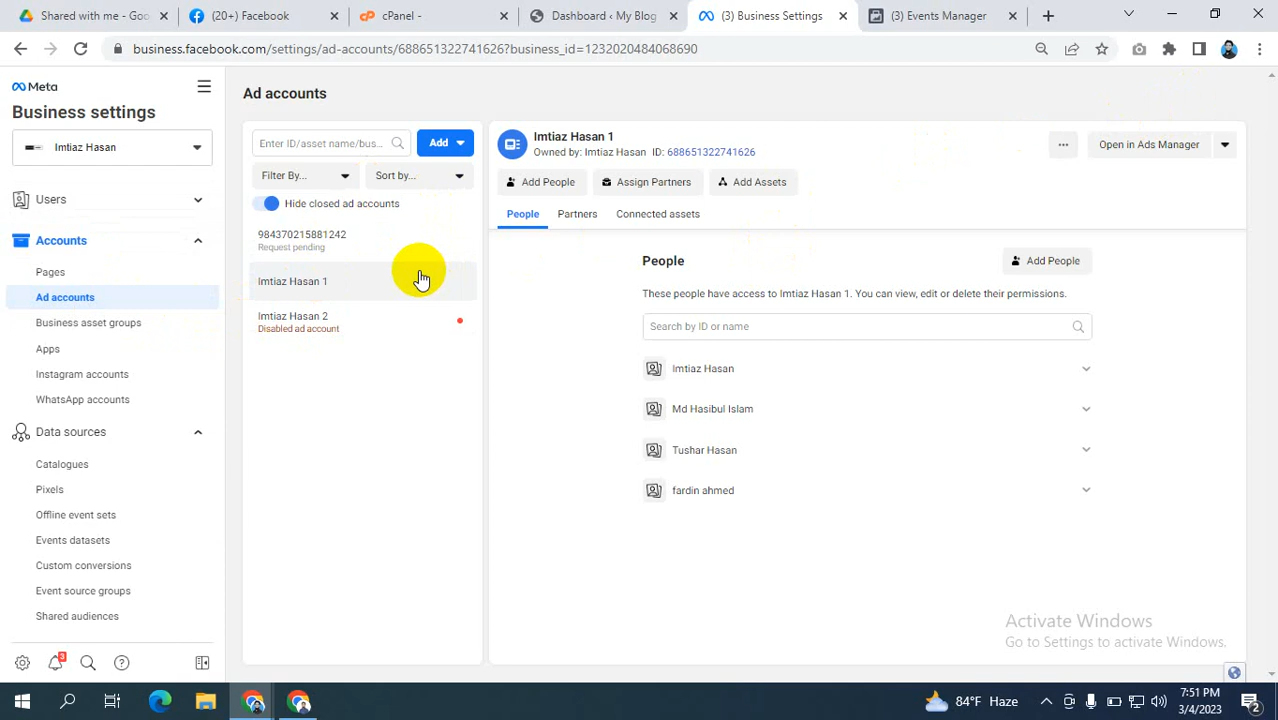 Shared with me - Goo
(20+) Facebook
cPanel -
Dashboard ‹ My Blog
(3) Business Settings
(3) Events Manager
business.facebook.com/settings/ad-accounts/688651322741626?business_id=1232020484068690
Meta
Business settings
Imtiaz Hasan
Users
Accounts
Pages
Ad accounts
Business asset groups
Apps
Instagram accounts
WhatsApp accounts
Data sources
Catalogues
Pixels
Offline event sets
Events datasets
Custom conversions
Event source groups
Shared audiences
3
Ad accounts
Enter ID/asset name/bus...
Add
Filter By...
Sort by...
Hide closed ad accounts
984370215881242
Request pending
Imtiaz Hasan 1
Imtiaz Hasan 2
Disabled ad account
Imtiaz Hasan 1
Owned by: Imtiaz Hasan ID: 688651322741626
Open in Ads Manager
Add People
Assign Partners
Add Assets
People
Partners
Connected assets
People
Add People
These people have access to Imtiaz Hasan 1. You can view, edit or delete their permissions.
Search by ID or name
Imtiaz Hasan
Md Hasibul Islam
Tushar Hasan
fardin ahmed
Activate Windows
Go to Settings to activate Windows.
84°F Haze
7:51 PM
3/4/2023
2